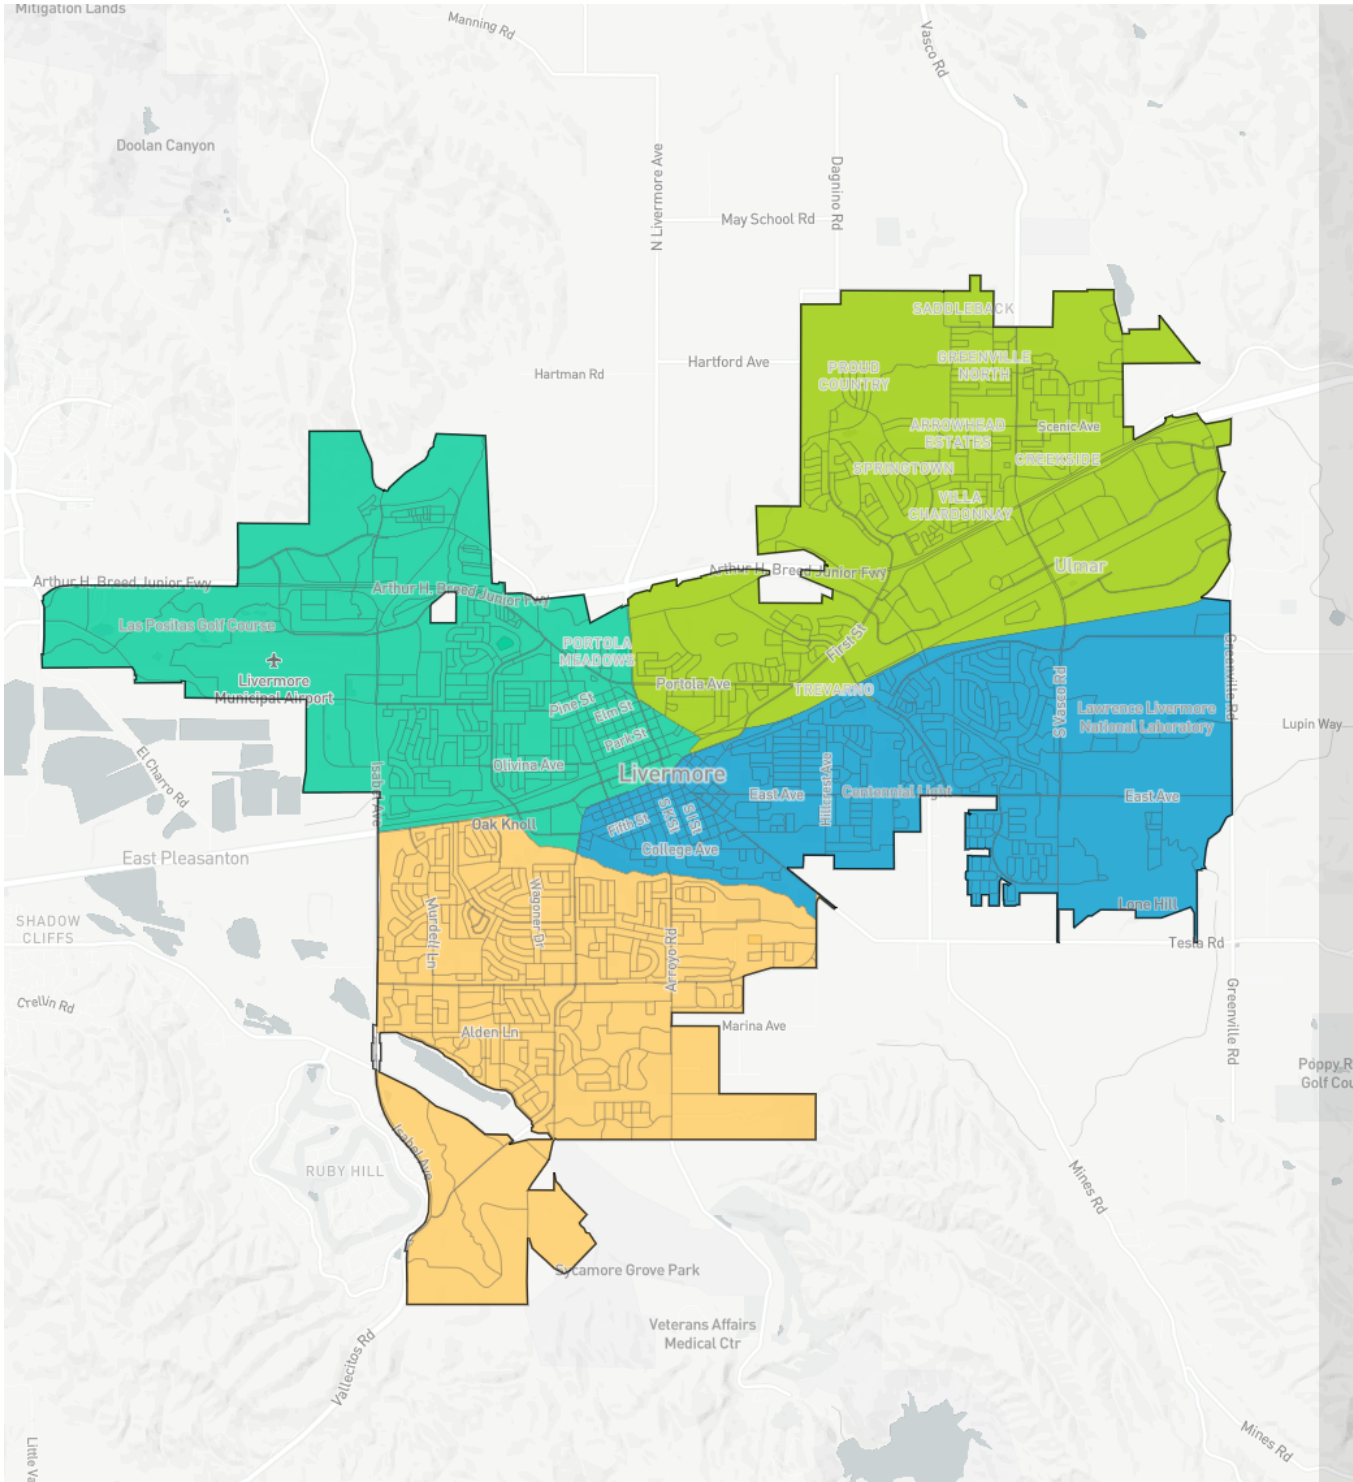 Mitigation Lands
Manning Rd
Vasco Rd
Doolan Canyon
N Livermore Ave
Dagnino Rd
May School Rd
SADDLEBACK
Hartman Rd
Hartford Ave
PROUD
COUNTRY
GREENVILLE
NORTH
ARROWHEAD
ESTATES
Scenic Ave
SPRINGTOWN
CREEKSIDE
VILLA
CHARDONNAY
Arthur H. Breed Junior Fwy
Arthur H. Breed Junior Fwy
Arthur H. Breed Junior Fwy
Ulmar
Las Positas Golf Course
PORTOLA
MEADOWS
First St
Livermore
Municipal Airport
Portola Ave
TREVARNO
Greenville Rd
Pine St
Elm St
Park St
S Vasco Rd
Lawrence Livermore
National Laboratory
Lupin Way
El Charro Rd
Isabel Ave
Olivina Ave
Livermore
Hillcrest Ave
East Ave
Centennial Light
East Ave
Oak Knoll
Fifth St
S K St
S I St
College Ave
East Pleasanton
SHADOW
CLIFFS
Murdell Ln
Wagoner Dr
Arroyo Rd
Lone Hill
Tesla Rd
Crellin Rd
Alden Ln
Marina Ave
Greenville Rd
Poppy R
Golf Cou
Isabel Ave
RUBY HILL
Mines Rd
Sycamore Grove Park
Veterans Affairs
Medical Ctr
Vallecitos Rd
Mines Rd
Little Va